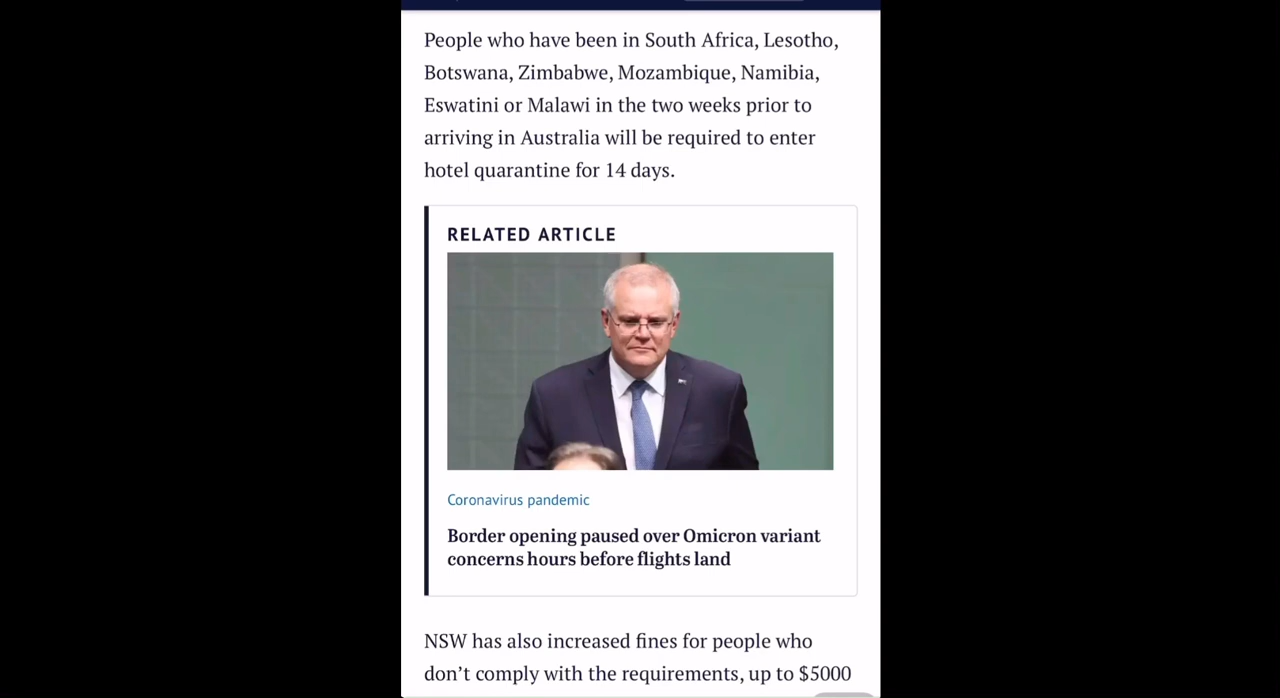 People who have been in South Africa, Lesotho,
Botswana, Zimbabwe, Mozambique, Namibia,
Eswatini or Malawi in the two weeks prior to
arriving in Australia will be required to enter
hotel quarantine for 14 days.
RELATED ARTICLE
Coronavirus pandemic
Border opening paused over Omicron variant
concerns hours before flights land
NSW has also increased fines for people who
don’t comply with the requirements, up to $5000